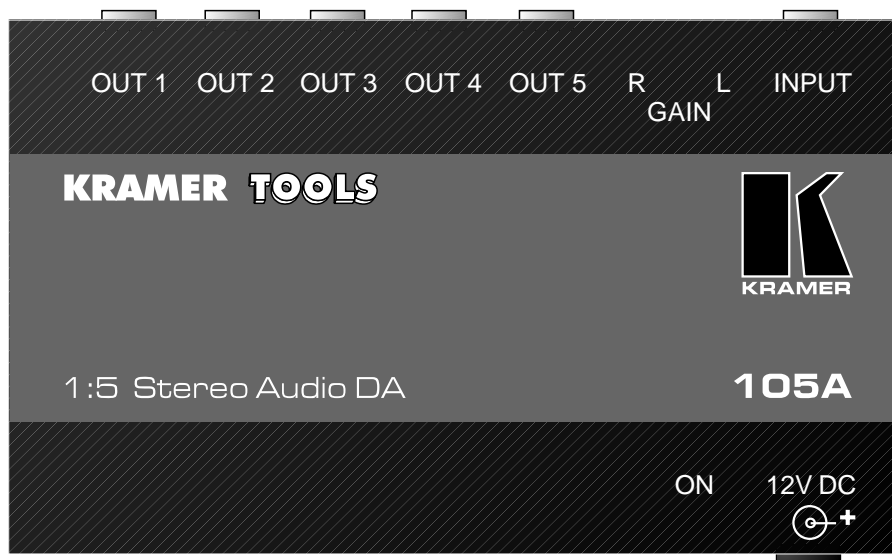 OUT 1 OUT 2 OUT 3 OUT 4 OUT 5 R L INPUT
GAIN
KRAMER TOOLS
KRAMER
1:5 Stereo Audio DA 105A
ON 12V DC
+